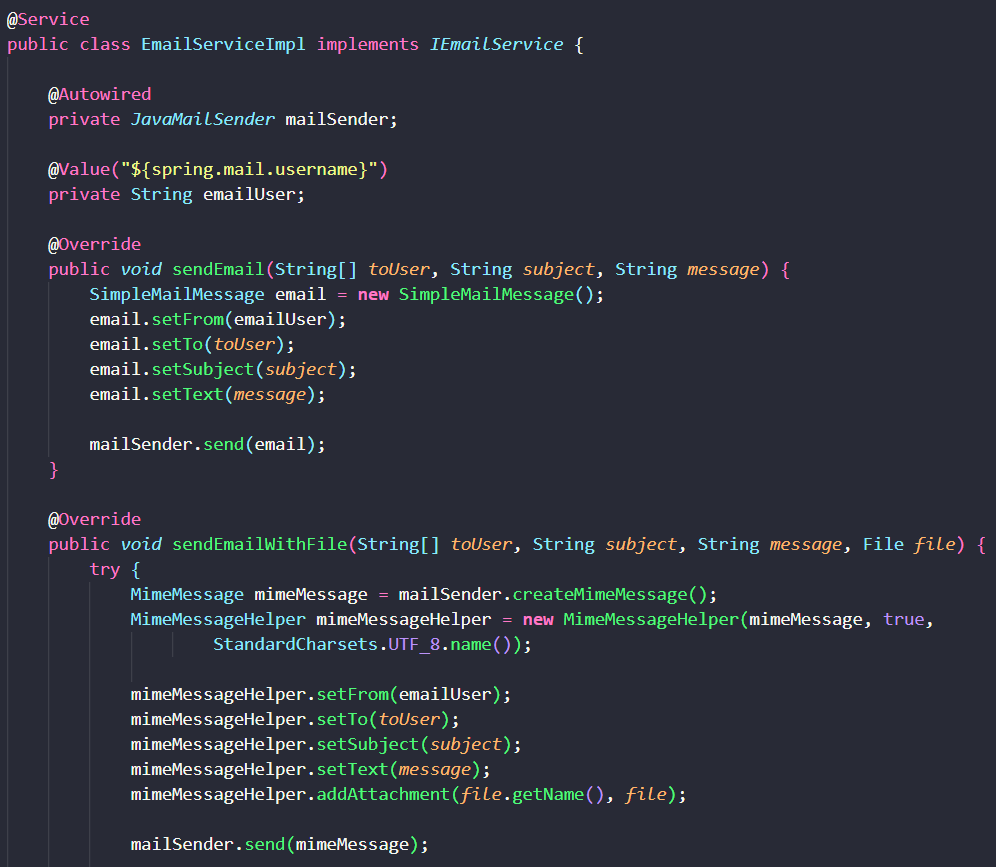 @Service
public class EmailServiceImpl implements IEmailService {
@Autowired
private JavaMailSender mailSender;
@Value("${spring.mail.username}")
private String emailUser;
@Override
public void sendEmail(String[] toUser, String subject, String message) {
SimpleMailMessage email = new SimpleMailMessage();
email.setFrom(emailUser);
email.setTo(toUser);
email.setSubject(subject);
email.setText(message);
mailSender.send(email);
}
@Override
public void sendEmailWithFile(String[] toUser, String subject, String message, File file) {
try {
MimeMessage mimeMessage = mailSender.createMimeMessage();
MimeMessageHelper mimeMessageHelper = new MimeMessageHelper(mimeMessage, true,
StandardCharsets.UTF_8.name());
mimeMessageHelper.setFrom(emailUser);
mimeMessageHelper.setTo(toUser);
mimeMessageHelper.setSubject(subject);
mimeMessageHelper.setText(message);
mimeMessageHelper.addAttachment(file.getName(), file);
mailSender.send(mimeMessage);